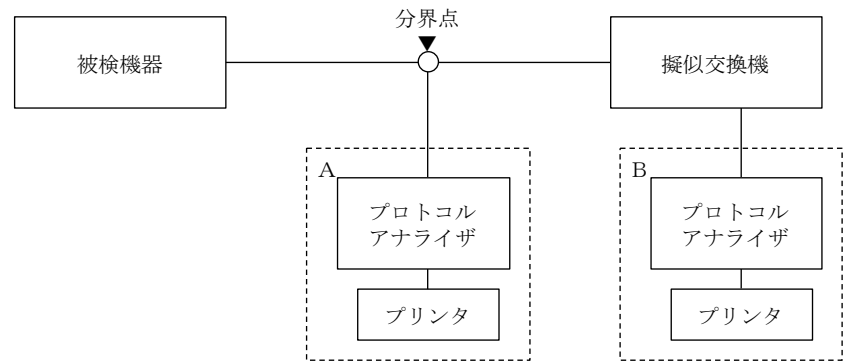 分界点
被検機器
擬似交換機
A
プロトコル
アナライザ
プリンタ
B
プロトコル
アナライザ
プリンタ